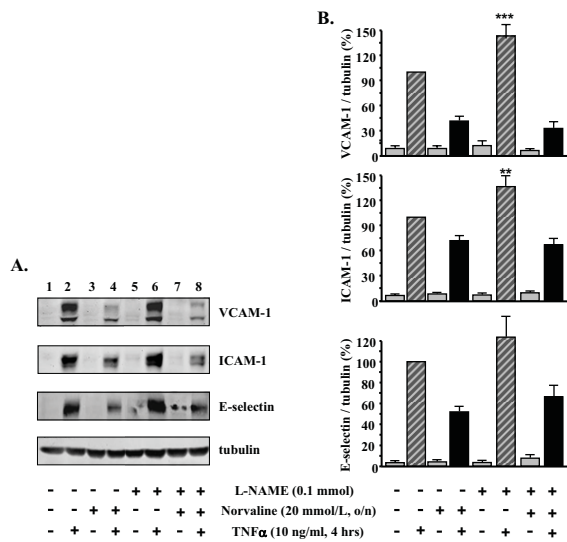 A.
1 2 3 4 5 6 7 8
VCAM-1
ICAM-1
E-selectin
tubulin
- - - - + + + + L-NAME (0.1 mmol)
- - + + - - + + Norvaline (20 mmol/L, o/n)
- + - + - + - + TNFα (10 ng/ml, 4 hrs)
B.
VCAM-1 / tubulin (%)
150
120
90
60
30
0
***
ICAM-1 / tubulin (%)
150
120
90
60
30
0
**
E-selectin / tubulin (%)
120
100
80
60
40
20
0
- - - - + + + +
- - + + - - + +
- + - + - + - +